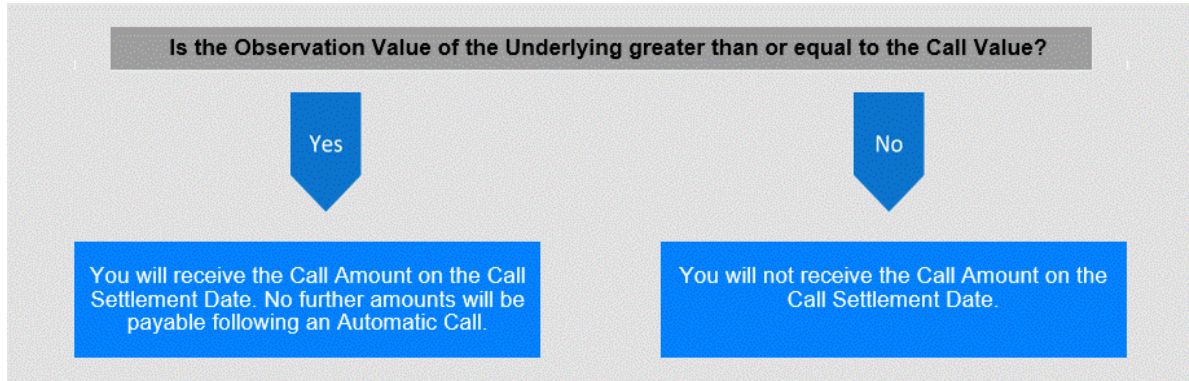 Is the Observation Value of the Underlying greater than or equal to the Call Value?
Yes
No
You will receive the Call Amount on the Call
Settlement Date. No further amounts will be
payable following an Automatic Call.
You will not receive the Call Amount on the
Call Settlement Date.